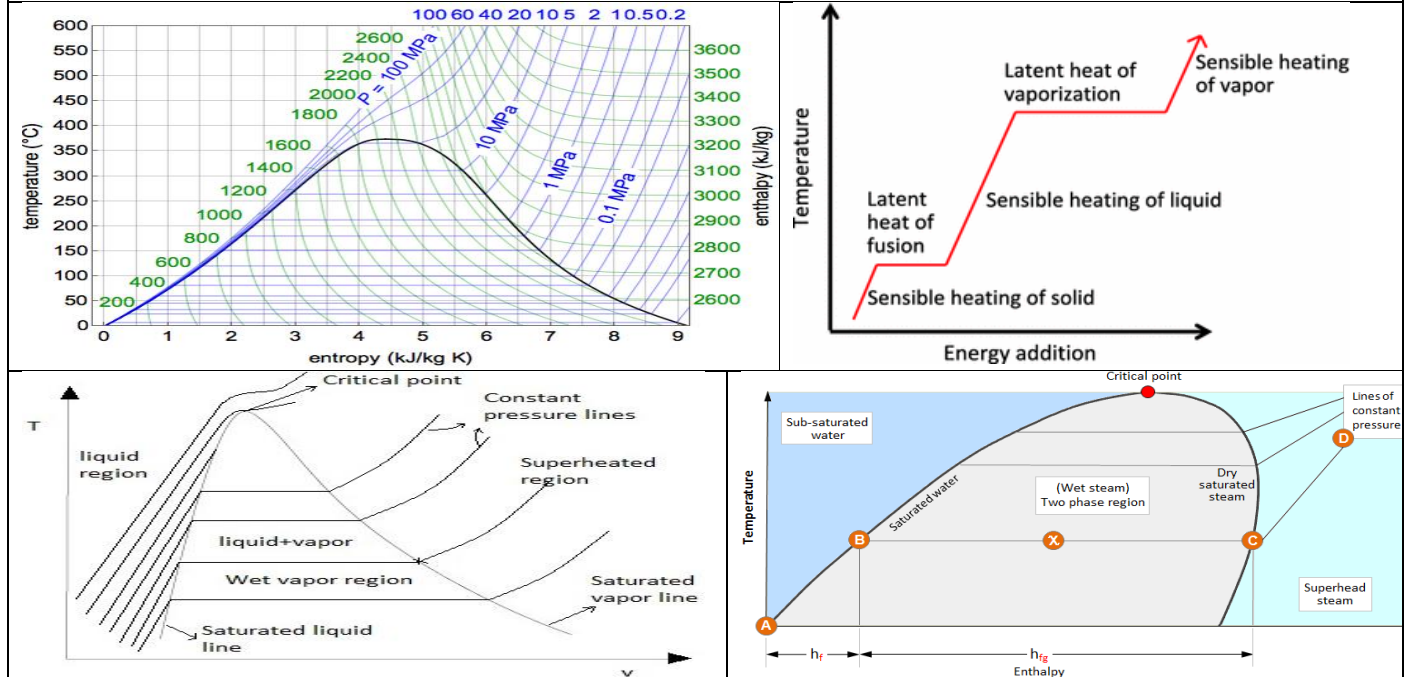 100 60 40 20 10 5 2 1 0.5 0.2
600
550
500
450
400
350
300
250
200
150
100
50
0
temperature (°C)
2600
2400
2200
2000
1800
1600
1400
1200
1000
800
600
400
200
P = 100 MPa
10 MPa
1 MPa
0.1 MPa
3600
3500
3400
3300
3200
3100
3000
2900
2800
2700
2600
enthalpy (kJ/kg)
0 1 2 3 4 5 6 7 8 9
entropy (kJ/kg K)
Temperature
Latent heat of
vaporization
Sensible heating
of vapor
Latent
heat of
fusion
Sensible heating of liquid
Sensible heating of solid
Energy addition
T
Critical point
Constant
pressure lines
liquid
region
Superheated
region
liquid+vapor
Wet vapor region
Saturated
vapor line
Saturated liquid
line
v
Critical point
Sub-saturated
water
Lines of
constant
pressure
D
Dry
saturated
steam
(Wet steam)
Two phase region
Saturated water
Temperature
B
X
C
Superhead
steam
A
hf
hfg
Enthalpy